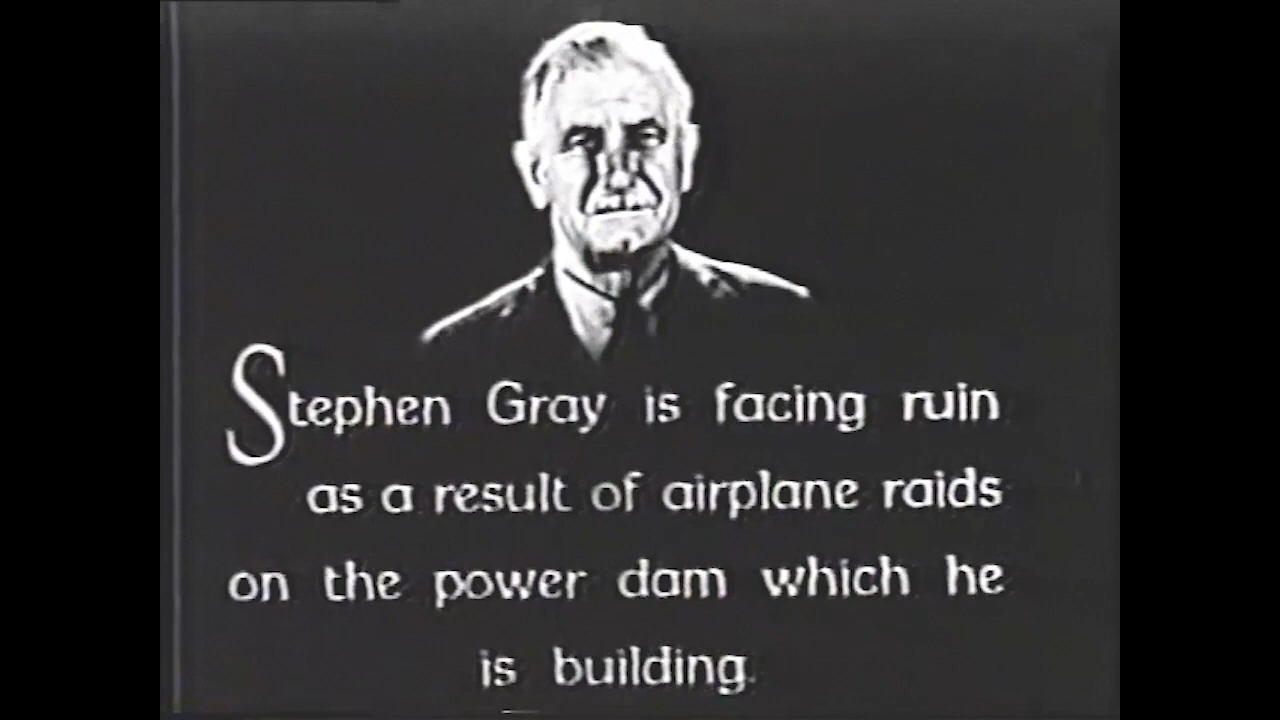 Stephen Gray is facing ruin
as a result of airplane raids
on the power dam which he
is building.